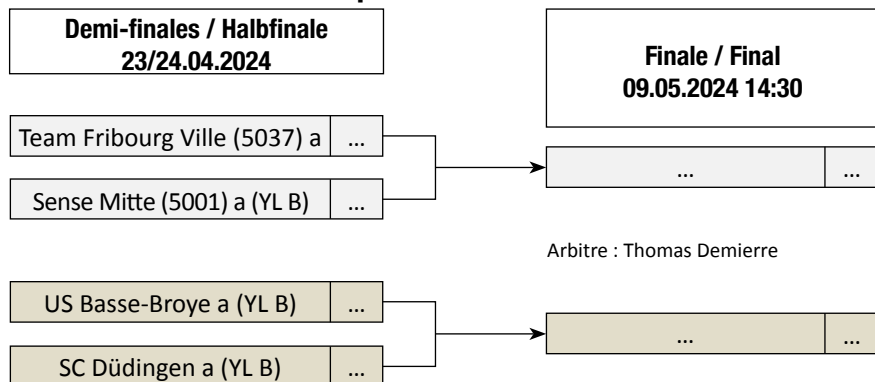 Demi-finales / Halbfinale
23/24.04.2024
Finale / Final
09.05.2024 14:30
Team Fribourg Ville (5037) a ...
Sense Mitte (5001) a (YL B) ...
... ...
Arbitre : Thomas Demierre
US Basse-Broye a (YL B) ...
SC Düdingen a (YL B) ...
... ...